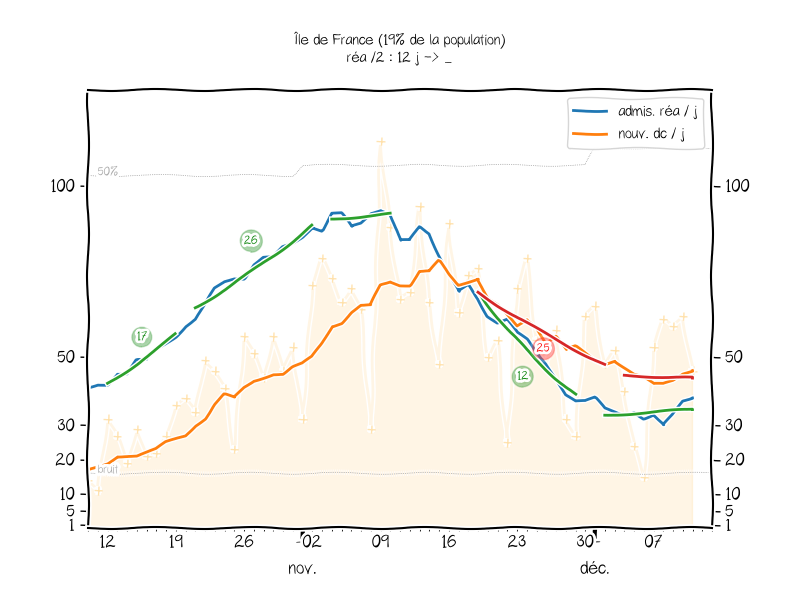 Île de France (19% de la population)
réa /2 : 12 j -> _
admis. réa / j
nouv. dc / j
50%
100
100
26
17
50
50
25
12
30
30
20
20
bruit
10
10
5
5
1
1
12 19 26 02 09 16 23 30 07
nov. déc.